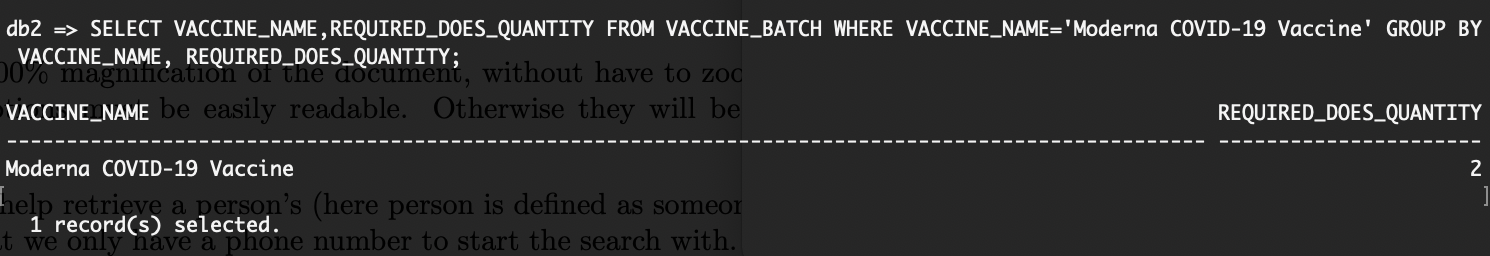 db2 => SELECT VACCINE_NAME,REQUIRED_DOES_QUANTITY FROM VACCINE_BATCH WHERE VACCINE_NAME='Moderna COVID-19 Vaccine' GROUP BY
VACCINE_NAME, REQUIRED_DOES_QUANTITY;
00% magnification of the document, without have to zoo
be easily readable. Otherwise they will be
VACCINE_NAME REQUIRED_DOES_QUANTITY
Moderna COVID-19 Vaccine 2
help retrieve a person's (here person is defined as someon
1 record(s) selected.
t we only have a phone number to start the search with.